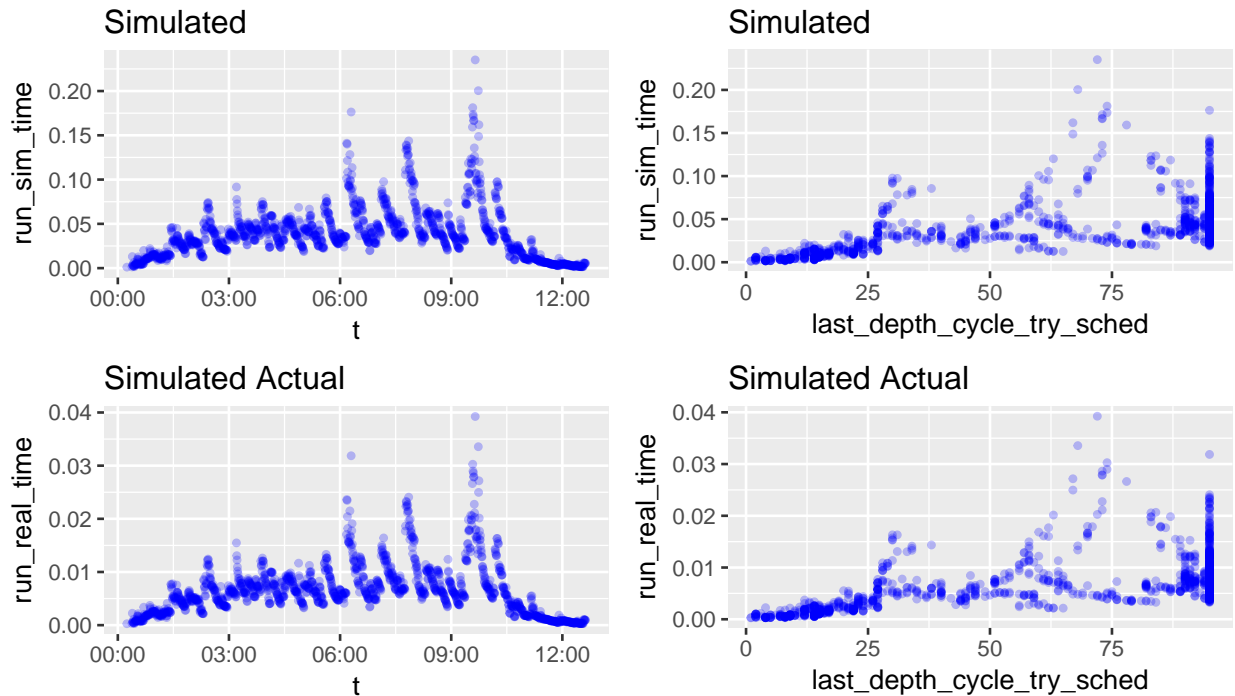 Simulated
run_sim_time
0.20
0.15
0.10
0.05
0.00
00:00 03:00 06:00 09:00 12:00
t
Simulated
run_sim_time
0.20
0.15
0.10
0.05
0.00
0 25 50 75
last_depth_cycle_try_sched
Simulated Actual
run_real_time
0.04
0.03
0.02
0.01
0.00
00:00 03:00 06:00 09:00 12:00
t
Simulated Actual
run_real_time
0.04
0.03
0.02
0.01
0.00
0 25 50 75
last_depth_cycle_try_sched